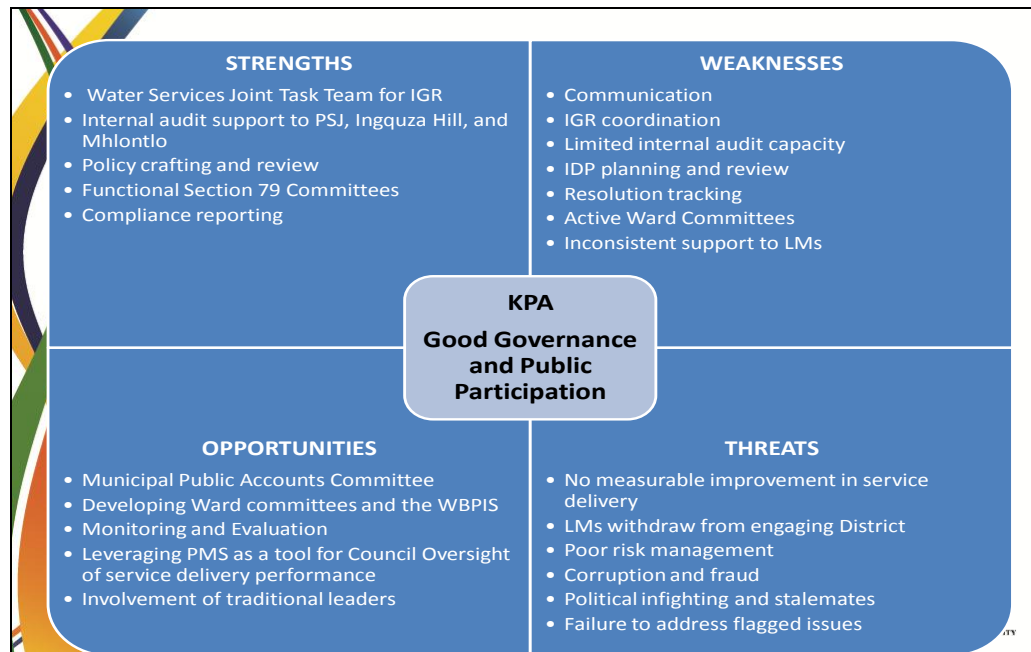 STRENGTHS
• Water Services Joint Task Team for IGR
• Internal audit support to PSJ, Ingquza Hill, and
Mhlontlo
• Policy crafting and review
• Functional Section 79 Committees
• Compliance reporting
WEAKNESSES
• Communication
• IGR coordination
• Limited internal audit capacity
• IDP planning and review
• Resolution tracking
• Active Ward Committees
• Inconsistent support to LMs
KPA
Good Governance
and Public
Participation
OPPORTUNITIES
• Municipal Public Accounts Committee
• Developing Ward committees and the WBPIS
• Monitoring and Evaluation
• Leveraging PMS as a tool for Council Oversight
of service delivery performance
• Involvement of traditional leaders
THREATS
• No measurable improvement in service
delivery
• LMs withdraw from engaging District
• Poor risk management
• Corruption and fraud
• Political infighting and stalemates
• Failure to address flagged issues